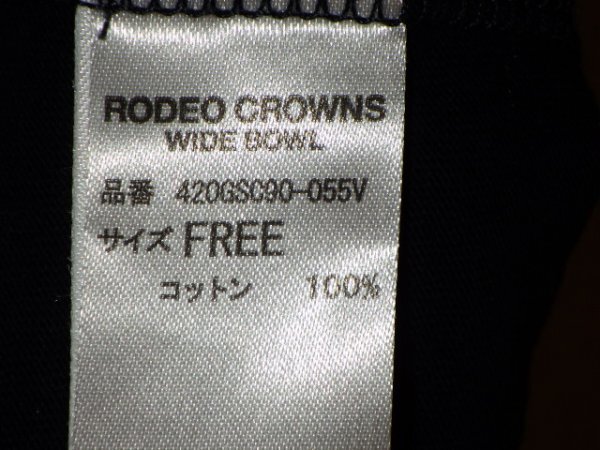 RODEO CROWNS
WIDE BOWL
品番 420GSC90-055V
サイズ FREE
コットン 100%